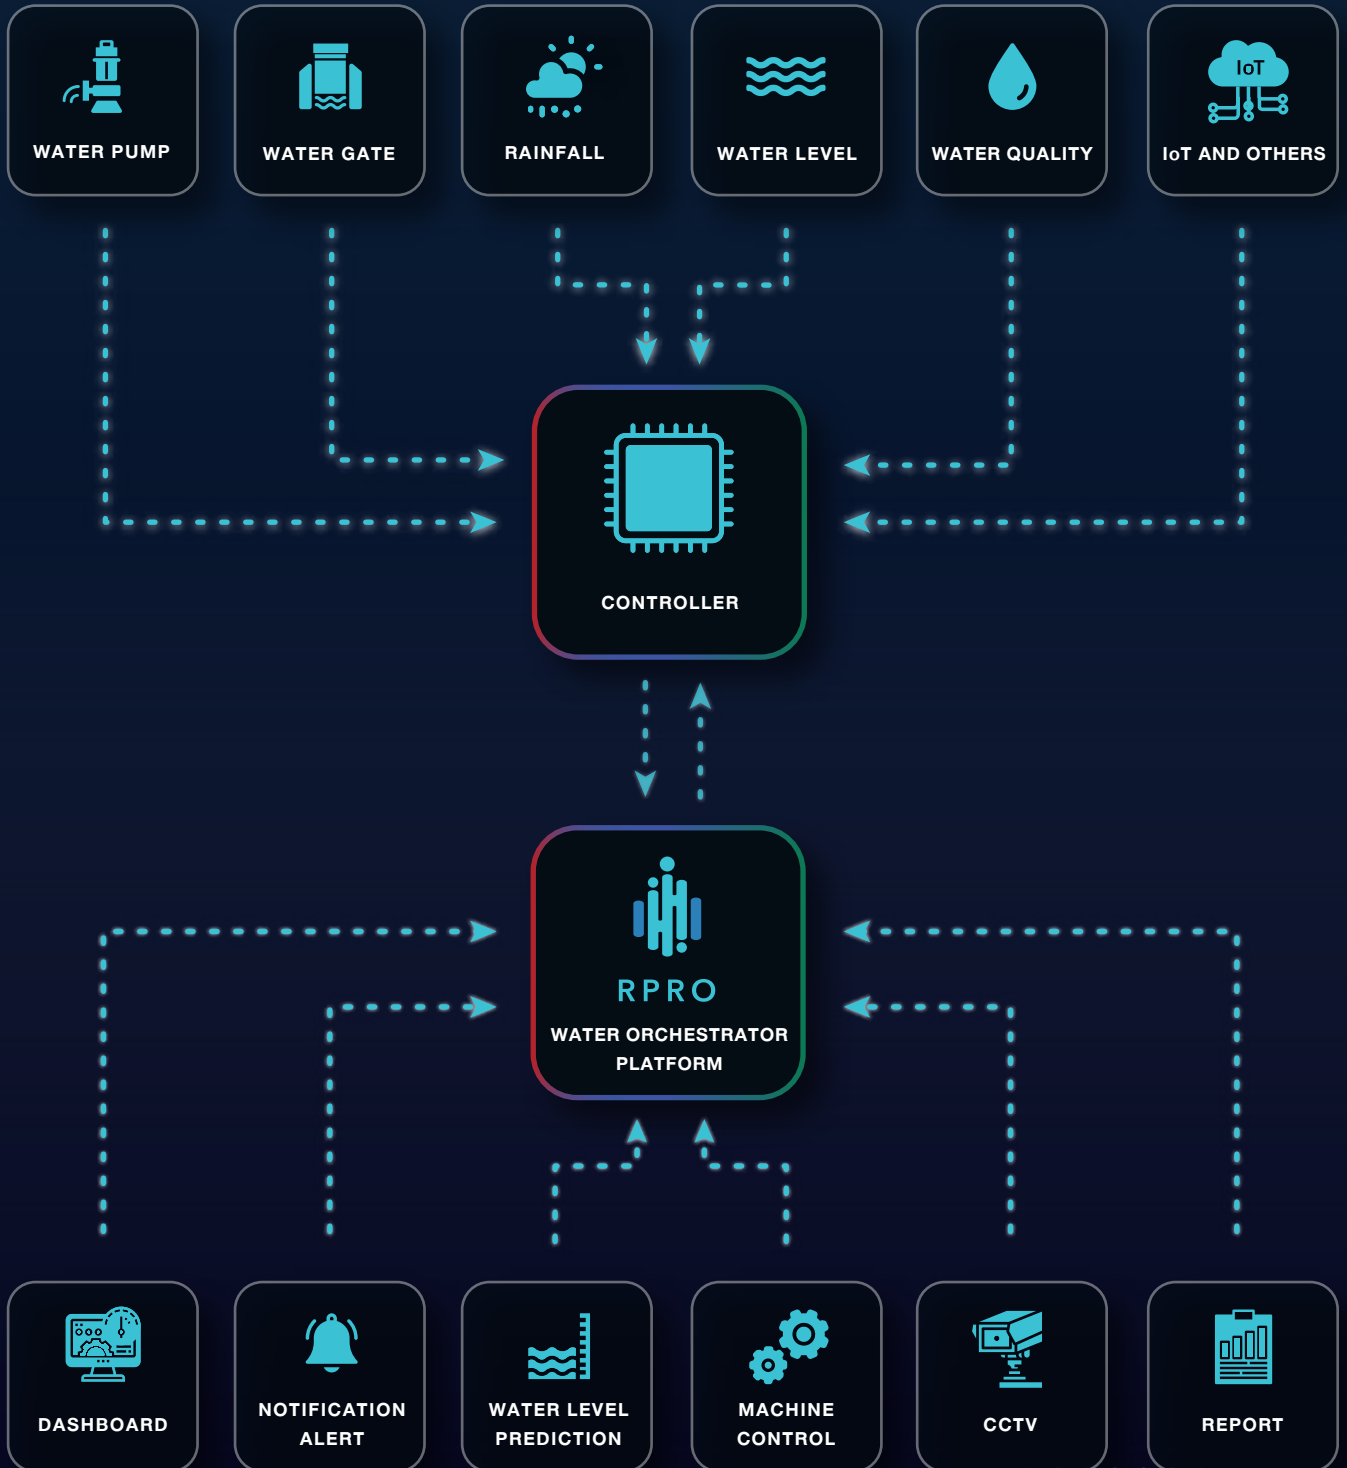 WATER PUMP
WATER GATE
RAINFALL
WATER LEVEL
WATER QUALITY
IoT
IoT AND OTHERS
CONTROLLER
RPRO
WATER ORCHESTRATOR
PLATFORM
DASHBOARD
NOTIFICATION
ALERT
WATER LEVEL
PREDICTION
MACHINE
CONTROL
CCTV
REPORT